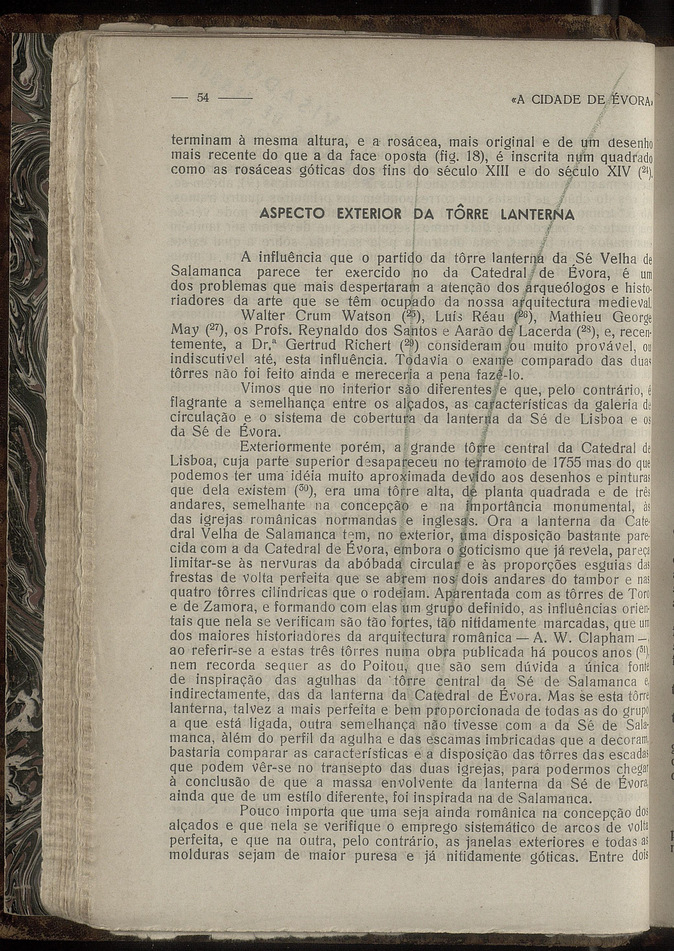 — 54 —
«A CIDADE DE ÉVORA»
terminam à mesma altura, e a rosácea, mais original e de um desenho
mais recente do que a da face oposta (fig. 18), é inscrita num quadrado
como as rosáceas góticas dos fins do século XIII e do século XIV (24).
ASPECTO EXTERIOR DA TÔRRE LANTERNA
A influência que o partido da tôrre lanterna da Sé Velha de
Salamanca parece ter exercido no da Catedral de Évora, é um
dos problemas que mais despertaram a atenção dos arqueólogos e histo-
riadores da arte que se têm ocupado da nossa arquitectura medieval.
Walter Crum Watson (25), Luís Réau (26), Mathieu George
May (27), os Profs. Reynaldo dos Santos e Aarão de Lacerda (28), e, recen-
temente, a Dr.ª Gertrud Richert (29) consideram ou muito provável, ou
indiscutivel até, esta influência. Todavia o exame comparado das duas
tôrres não foi feito ainda e mereceria a pena fazê-lo.
Vimos que no interior são diferentes e que, pelo contrário, é
flagrante a semelhança entre os alçados, as características da galeria de
circulação e o sistema de cobertura da lanterna da Sé de Lisboa e os
da Sé de Évora.
Exteriormente porém, a grande tôrre central da Catedral de
Lisboa, cuja parte superior desapareceu no terramoto de 1755 mas do que
podemos ter uma idéia muito aproximada devido aos desenhos e pinturas
que dela existem (30), era uma tôrre alta, de planta quadrada e de três
andares, semelhante na concepção e na importância monumental, às
das igrejas românicas normandas e inglesas. Ora a lanterna da Cate-
dral Velha de Salamanca tem, no exterior, uma disposição bastante pare-
cida com a da Catedral de Évora, embora o goticismo que já revela, pareça
limitar-se às nervuras da abóbada circular e às proporções esguias das
frestas de volta perfeita que se abrem nos dois andares do tambor e nas
quatro tôrres cilíndricas que o rodejam. Aparentada com as tôrres de Toro
e de Zamora, e formando com elas um grupo definido, as influências orien-
tais que nela se verificam são tão fortes, tão nitidamente marcadas, que um
dos maiores historiadores da arquitectura românica — A. W. Clapham —,
ao referir-se a estas três tôrres numa obra publicada há poucos anos (31),
nem recorda sequer as do Poitou, que são sem dúvida a única fonte
de inspiração das agulhas da tôrre central da Sé de Salamanca e,
indirectamente, das da lanterna da Catedral de Évora. Mas se esta tôrre
lanterna, talvez a mais perfeita e bem proporcionada de todas as do grupo
a que está ligada, outra semelhança não tivesse com a da Sé de Sala-
manca, àlém do perfil da agulha e das escamas imbricadas que a decoram,
bastaria comparar as características e a disposição das tôrres das escadas
que podem vêr-se no transepto das duas igrejas, para podermos chegar
à conclusão de que a massa envolvente da lanterna da Sé de Évora,
ainda que de um estilo diferente, foi inspirada na de Salamanca.
Pouco importa que uma seja ainda românica na concepção dos
alçados e que nela se verifique o emprego sistemático de arcos de volta
perfeita, e que na outra, pelo contrário, as janelas exteriores e todas as
molduras sejam de maior puresa e já nitidamente góticas. Entre dois